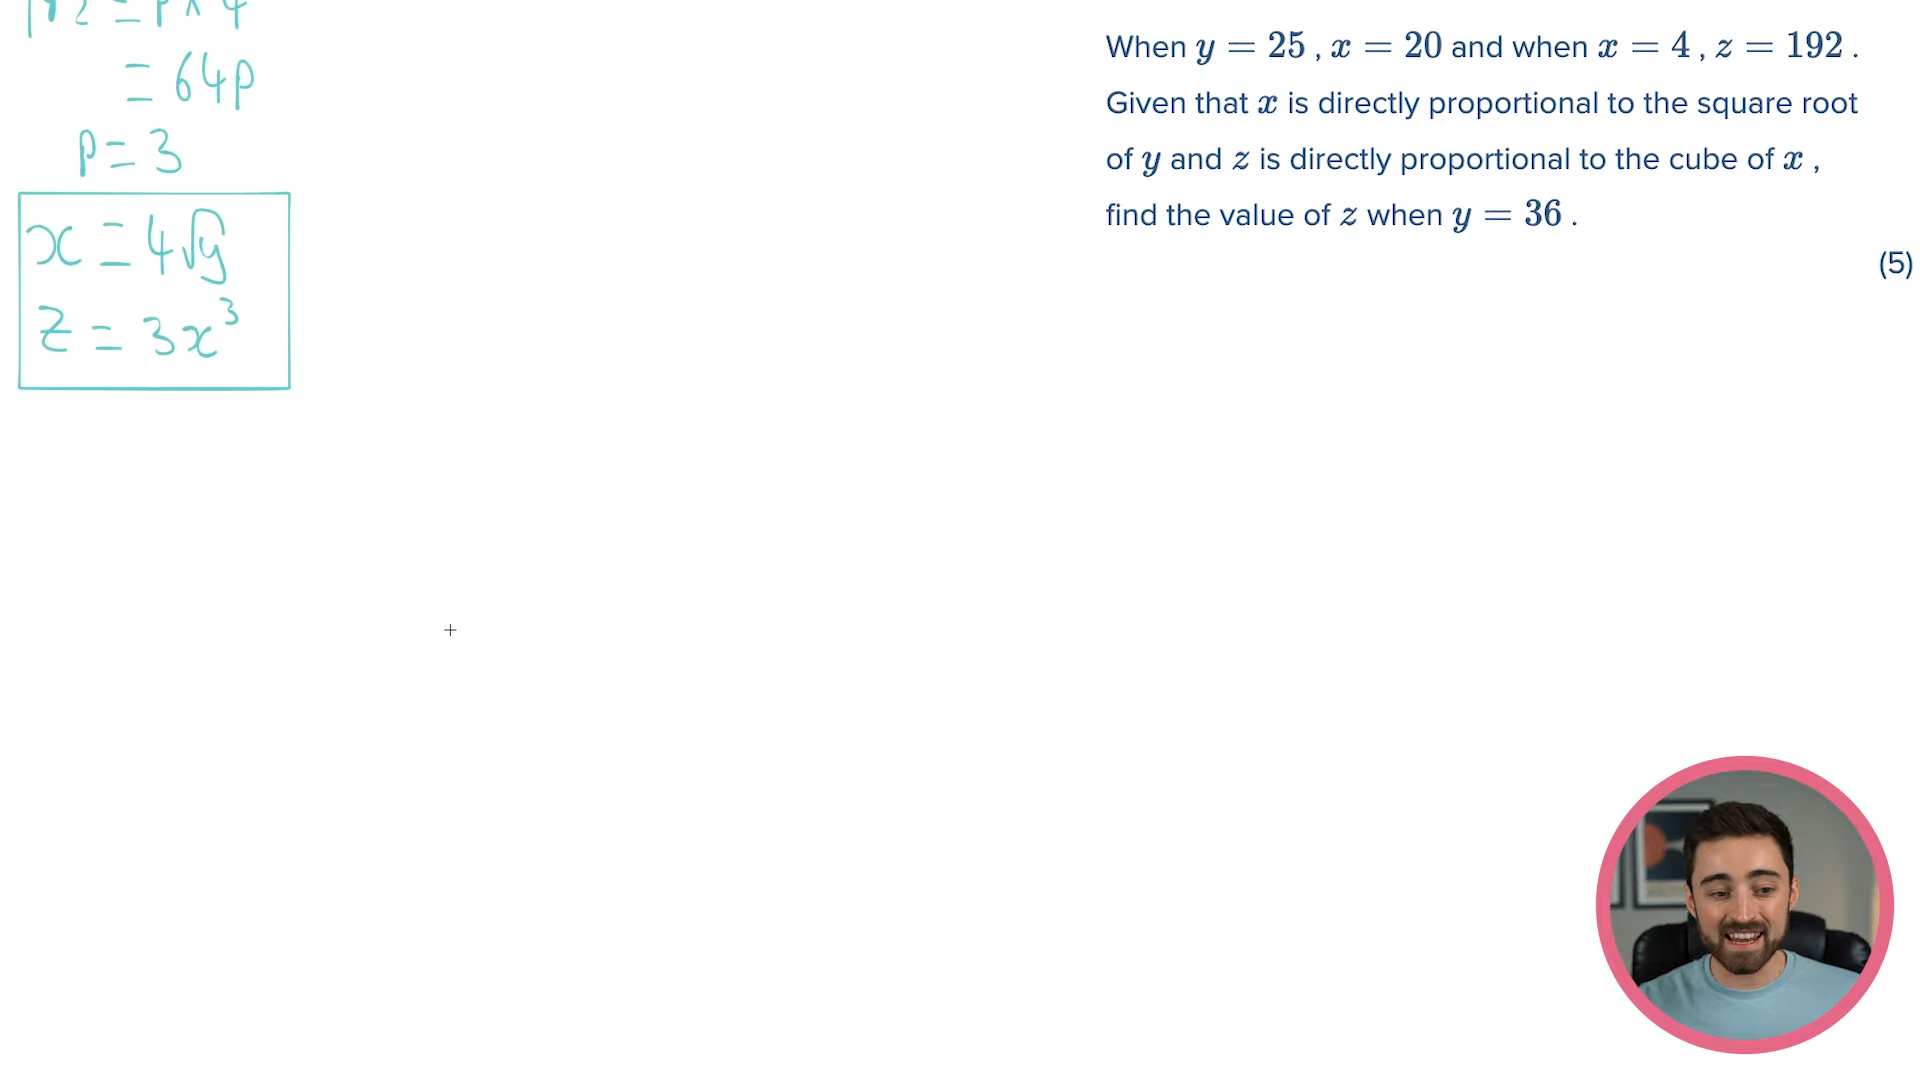 = 64p
p = 3
x = 4√y
z = 3x³
When y = 25 , x = 20 and when x = 4 , z = 192 .
Given that x is directly proportional to the square root
of y and z is directly proportional to the cube of x ,
find the value of z when y = 36 .
(5)